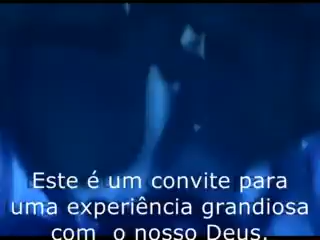 Este é um convite para
uma experiência grandiosa
com o nosso Deus.